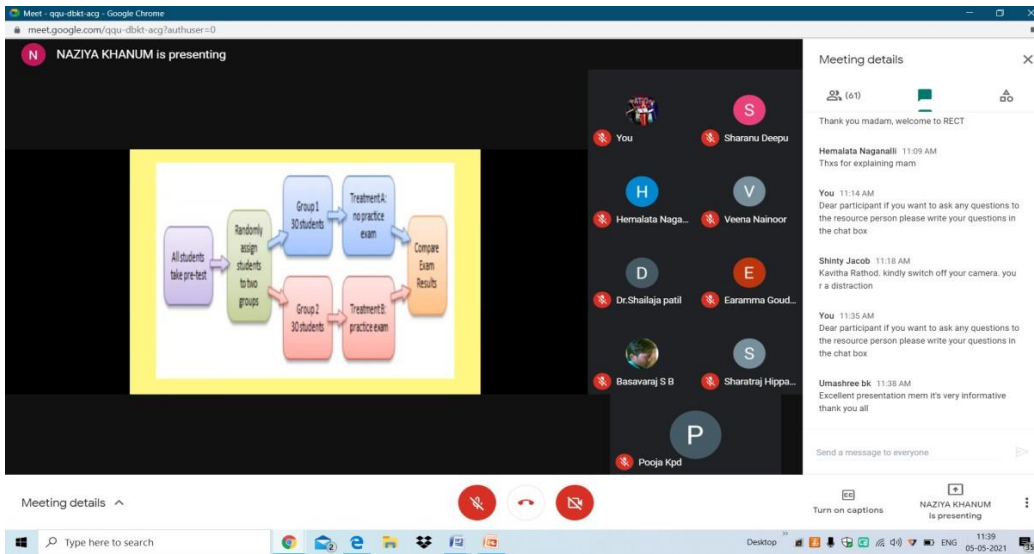 Meet - qqu-dbkt-acg - Google Chrome
meet.google.com/qqu-dbkt-acg?authuser=0
N NAZIYA KHANUM is presenting
All students
take pre-test
Randomly
assign
students
to two
groups
Group 1
30 students
Treatment A:
no practice
exam
Group 2
30 students
Treatment B:
practice exam
Compare
Exam
Results
You
S
Sharanu Deepu
H
Hemalata Naga...
V
Veena Nainoor
D
Dr.Shailaja patil
E
Earamma Goud...
Basavaraj S B
S
Sharatraj Hippa...
P
Pooja Kpd
Meeting details
(61)
Thank you madam, welcome to RECT
Hemalata Naganalli 11:09 AM
Thxs for explaining mam
You 11:14 AM
Dear participant if you want to ask any questions to
the resource person please write your questions in
the chat box
Shinty Jacob 11:18 AM
Kavitha Rathod. kindly switch off your camera. you
r a distraction
You 11:35 AM
Dear participant if you want to ask any questions to
the resource person please write your questions in
the chat box
Umashree bk 11:38 AM
Excellent presentation mem it's very informative
thank you all
Send a message to everyone
Meeting details
CC
Turn on captions
NAZIYA KHANUM
is presenting
Type here to search
Desktop
ENG
11:39
05-05-2021